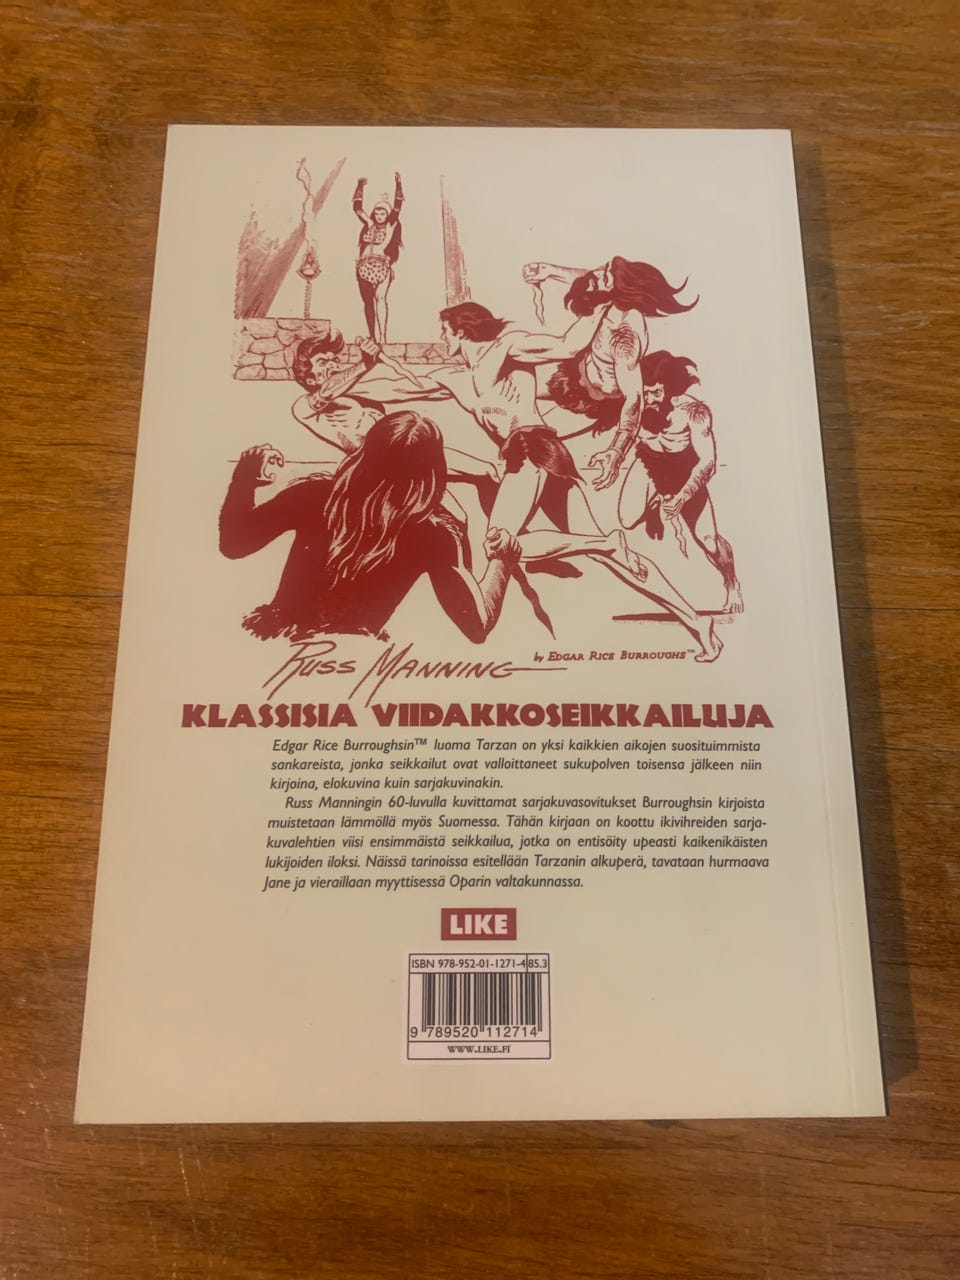 Russ Manning
by Edgar Rice Burroughs™
KLASSISIA VIIDAKKOSEIKKAILUJA
Edgar Rice Burroughsin™ luoma Tarzan on yksi kaikkien aikojen suosituimmista
sankareista, jonka seikkailut ovat valloittaneet sukupolven toisensa jälkeen niin
kirjoina, elokuvina kuin sarjakuvinakin.
Russ Manningin 60-luvulla kuvittamat sarjakuvasovitukset Burroughsin kirjoista
muistetaan lämmöllä myös Suomessa. Tähän kirjaan on koottu ikivihreiden sarja-
kuvalehtien viisi ensimmäistä seikkailua, jotka on entisöity upeasti kaikenikäisten
lukijoiden iloksi. Näissä tarinoissa esitellään Tarzanin alkuperä, tavataan hurmaava
Jane ja vieraillaan myyttisessä Oparin valtakunnassa.
LIKE
ISBN 978-952-01-1271-4 85.3
9 789520 112714
WWW.LIKE.FI